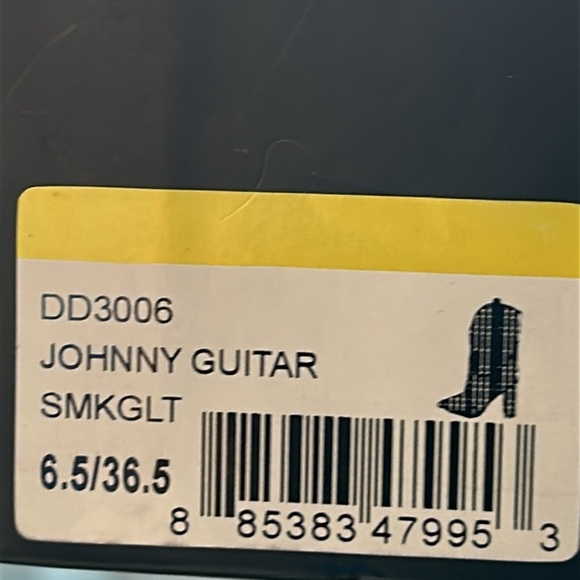 DD3006
JOHNNY GUITAR
SMKGLT
6.5/36.5
8 85383 47995 3